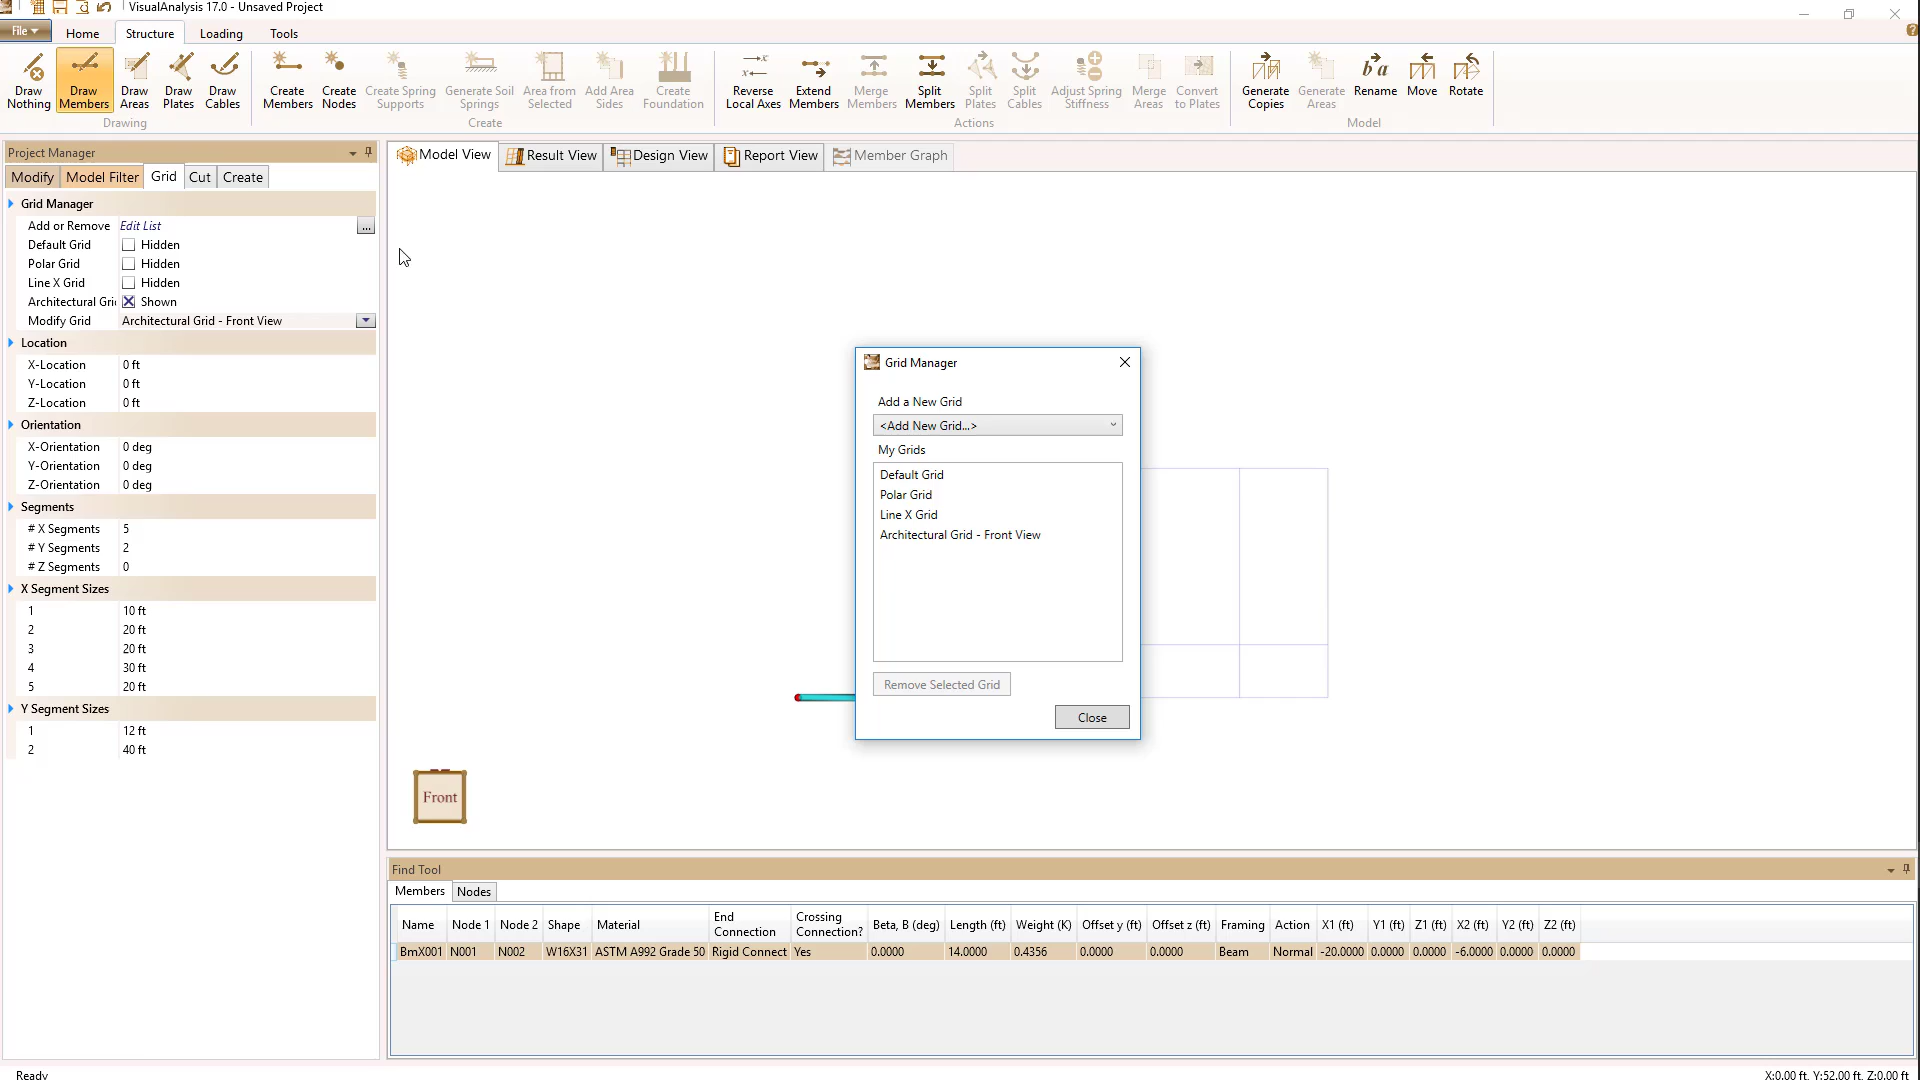 VisualAnalysis 17.0 - Unsaved Project
File Home Structure Loading Tools
Draw Nothing
Draw Members
Draw Areas
Draw Plates
Draw Cables
Drawing
Create Members
Create Nodes
Create Spring Supports
Generate Soil Springs
Area from Selected
Add Area Sides
Create Foundation
Create
Reverse Local Axes
Extend Members
Merge Members
Split Members
Split Plates
Split Cables
Adjust Spring Stiffness
Merge Areas
Convert to Plates
Actions
Generate Copies
Generate Areas
Rename
Move
Rotate
Model
Project Manager
Modify Model Filter Grid Cut Create
Grid Manager
Add or Remove Edit List ...
Default Grid Hidden
Polar Grid Hidden
Line X Grid Hidden
Architectural Gri Shown
Modify Grid Architectural Grid - Front View
Location
X-Location 0 ft
Y-Location 0 ft
Z-Location 0 ft
Orientation
X-Orientation 0 deg
Y-Orientation 0 deg
Z-Orientation 0 deg
Segments
# X Segments 5
# Y Segments 2
# Z Segments 0
X Segment Sizes
1 10 ft
2 20 ft
3 20 ft
4 30 ft
5 20 ft
Y Segment Sizes
1 12 ft
2 40 ft
Model View Result View Design View Report View Member Graph
Grid Manager
Add a New Grid
<Add New Grid...>
My Grids
Default Grid
Polar Grid
Line X Grid
Architectural Grid - Front View
Remove Selected Grid
Close
Front
Find Tool
Members Nodes
Name Node 1 Node 2 Shape Material End Connection Crossing Connection? Beta, B (deg) Length (ft) Weight (K) Offset y (ft) Offset z (ft) Framing Action X1 (ft) Y1 (ft) Z1 (ft) X2 (ft) Y2 (ft) Z2 (ft)
BmX001 N001 N002 W16X31 ASTM A992 Grade 50 Rigid Connect Yes 0.0000 14.0000 0.4356 0.0000 0.0000 Beam Normal -20.0000 0.0000 0.0000 -6.0000 0.0000 0.0000
Ready
X:0.00 ft, Y:52.00 ft, Z:0.00 ft